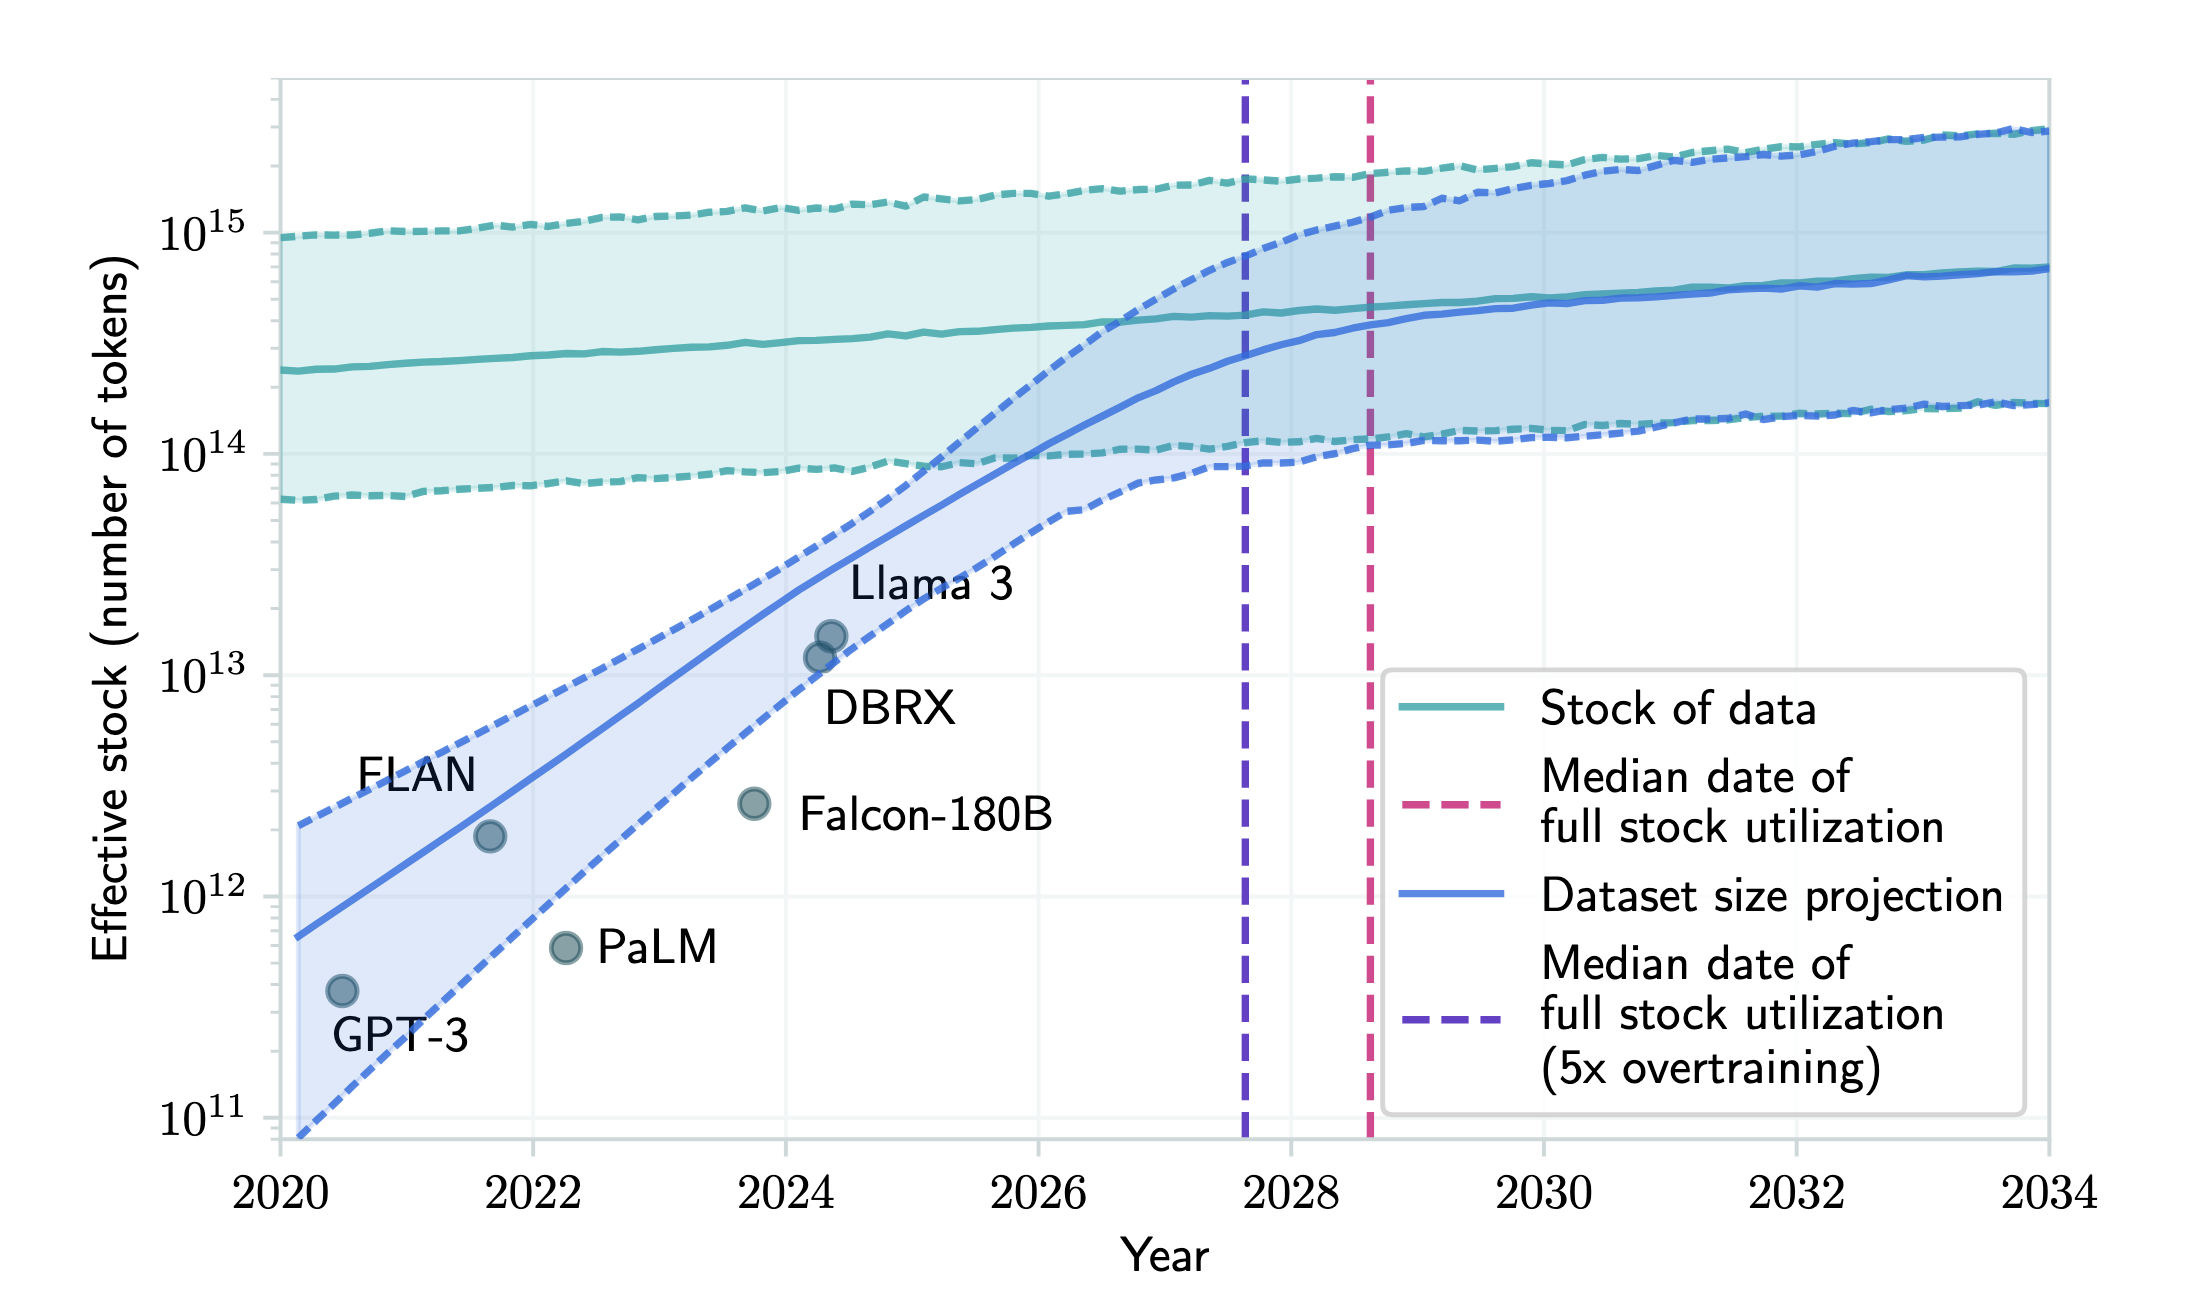 Effective stock (number of tokens)
10^15
10^14
10^13
10^12
10^11
Llama 3
DBRX
FLAN
Falcon-180B
PaLM
GPT-3
Stock of data
Median date of
full stock utilization
Dataset size projection
Median date of
full stock utilization
(5x overtraining)
2020 2022 2024 2026 2028 2030 2032 2034
Year